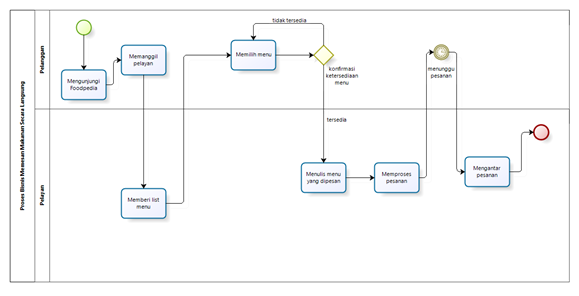 Proses Bisnis Memesan Makanan Secara Langsung
Pelanggan
Mengunjungi
Foodpedia
Memanggil
pelayan
Memilih menu
tidak tersedia
konfirmasi
ketersediaan
menu
menunggu
pesanan
Pelayan
Memberi list
menu
tersedia
Menulis menu
yang dipesan
Memproses
pesanan
Mengantar
pesanan